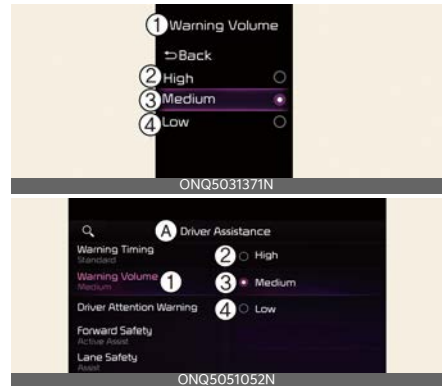 ① Warning Volume
⮌Back
② High
③ Medium
④ Low
ONQ5031371N
Ⓐ Driver Assistance
Warning Timing
Standard
② High
Warning Volume ①
Medium
③ Medium
Driver Attention Warning
④ Low
Forward Safety
Active Assist
Lane Safety
Assist
ONQ5051052N